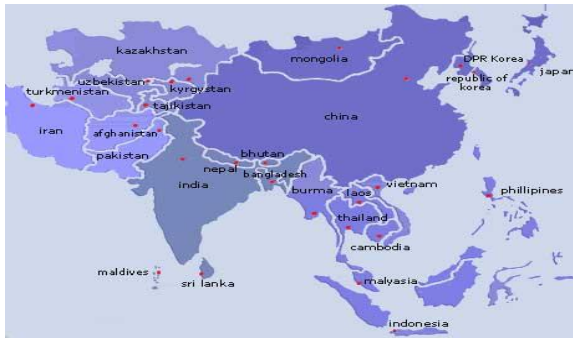 kazakhstan
mongolia
DPR Korea
japan
uzbekistan
kyrgystan
republic of
korea
turkmenistan
tajikistan
china
iran
afghanistan
pakistan
bhutan
nepal
bangladesh
india
burma
laos
vietnam
phillipines
thailand
cambodia
maldives
sri lanka
malyasia
indonesia